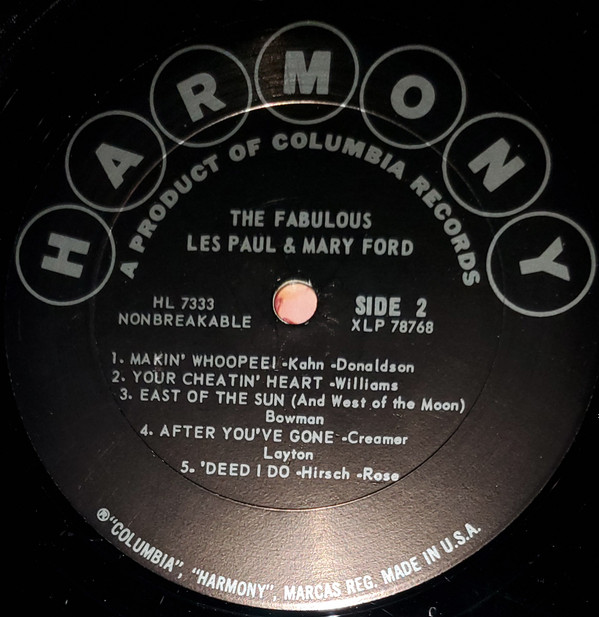 HARMONY
A PRODUCT OF COLUMBIA RECORDS
THE FABULOUS
LES PAUL & MARY FORD
HL 7333
NONBREAKABLE
SIDE 2
XLP 78768
1. MAKIN' WHOOPEE! -Kahn -Donaldson
2. YOUR CHEATIN' HEART -Williams
3. EAST OF THE SUN (And West of the Moon)
Bowman
4. AFTER YOU'VE GONE -Creamer
Layton
5. 'DEED I DO -Hirsch -Rose
®"COLUMBIA", "HARMONY", MARCAS REG. MADE IN U.S.A.